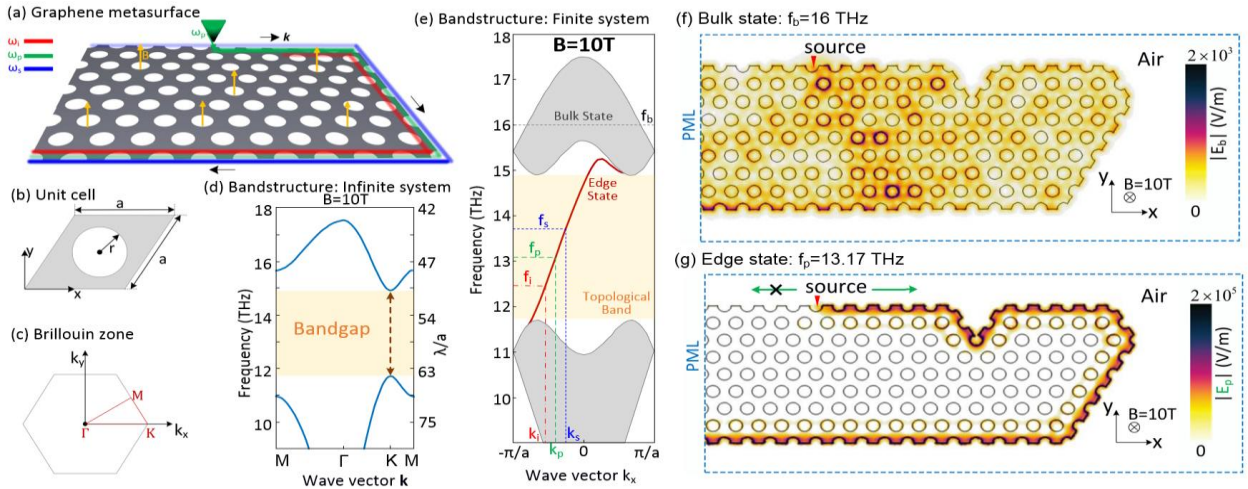 (a) Graphene metasurface
ωi
ωp
ωs
ωp
k
B
(b) Unit cell
a
r
a
y
x
(c) Brillouin zone
ky
M
Γ
K
kx
(d) Bandstructure: Infinite system
B=10T
Frequency (THz)
18
16
14
12
10
Bandgap
42
47
54
63
75
λ/a
M
Γ
K
M
Wave vector k
(e) Bandstructure: Finite system
B=10T
Frequency (THz)
18
17
16
15
14
13
12
11
10
Bulk State
fb
Edge
State
fs
fp
fi
Topological
Band
ki
kp
ks
-π/a
0
π/a
Wave vector kx
(f) Bulk state: fb=16 THz
source
Air
PML
y
B=10T
x
2 ×10³
|Eb| (V/m)
0
(g) Edge state: fp=13.17 THz
source
Air
PML
y
B=10T
x
2 ×10⁵
|Ep| (V/m)
0